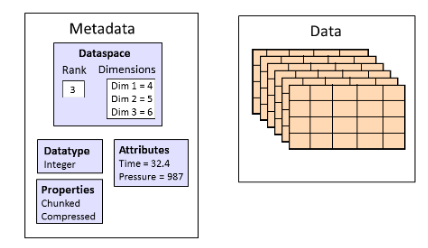 Metadata
Dataspace
Rank Dimensions
3
Dim 1 = 4
Dim 2 = 5
Dim 3 = 6
Datatype
Integer
Attributes
Time = 32.4
Pressure = 987
Properties
Chunked
Compressed
Data